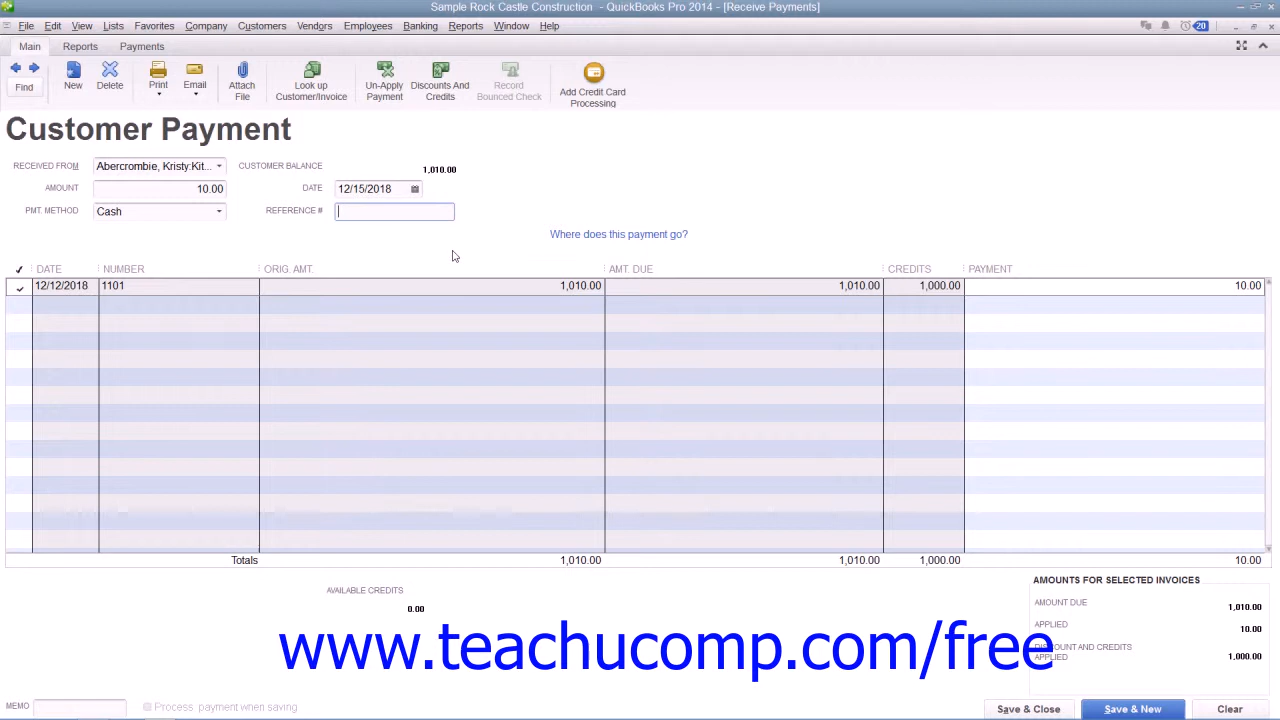 Sample Rock Castle Construction - QuickBooks Pro 2014 - [Receive Payments]
File Edit View Lists Favorites Company Customers Vendors Employees Banking Reports Window Help 20
Main Reports Payments
Find New Delete Print Email Attach File Look up Customer/Invoice Un-Apply Payment Discounts And Credits Record Bounced Check Add Credit Card Processing
Customer Payment
RECEIVED FROM Abercrombie, Kristy:Kit... CUSTOMER BALANCE 1,010.00
AMOUNT 10.00 DATE 12/15/2018
PMT. METHOD Cash REFERENCE #
Where does this payment go?
DATE NUMBER ORIG. AMT. AMT. DUE CREDITS PAYMENT
12/12/2018 1101 1,010.00 1,010.00 1,000.00 10.00
Totals 1,010.00 1,010.00 1,000.00 10.00
AVAILABLE CREDITS
0.00
AMOUNTS FOR SELECTED INVOICES
AMOUNT DUE 1,010.00
APPLIED 10.00
DISCOUNT AND CREDITS APPLIED 1,000.00
www.teachucomp.com/free
MEMO Process payment when saving Save & Close Save & New Clear